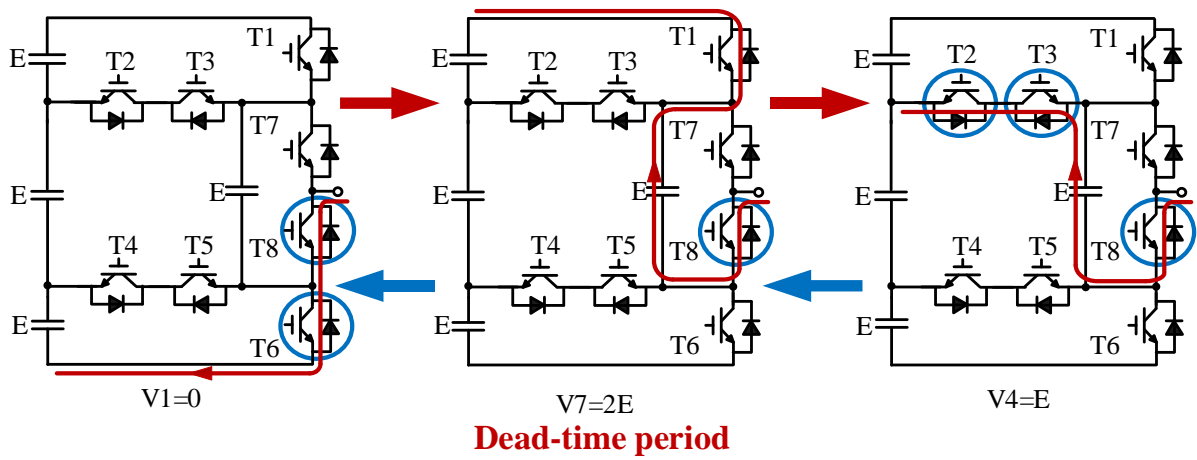 T1
E
T2
T3
T7
E
E
T4
T5
T8
E
T6
V1=0
T1
E
T2
T3
T7
E
E
T4
T5
T8
E
T6
V7=2E
T1
E
T2
T3
T7
E
E
T4
T5
T8
E
T6
V4=E
Dead-time period